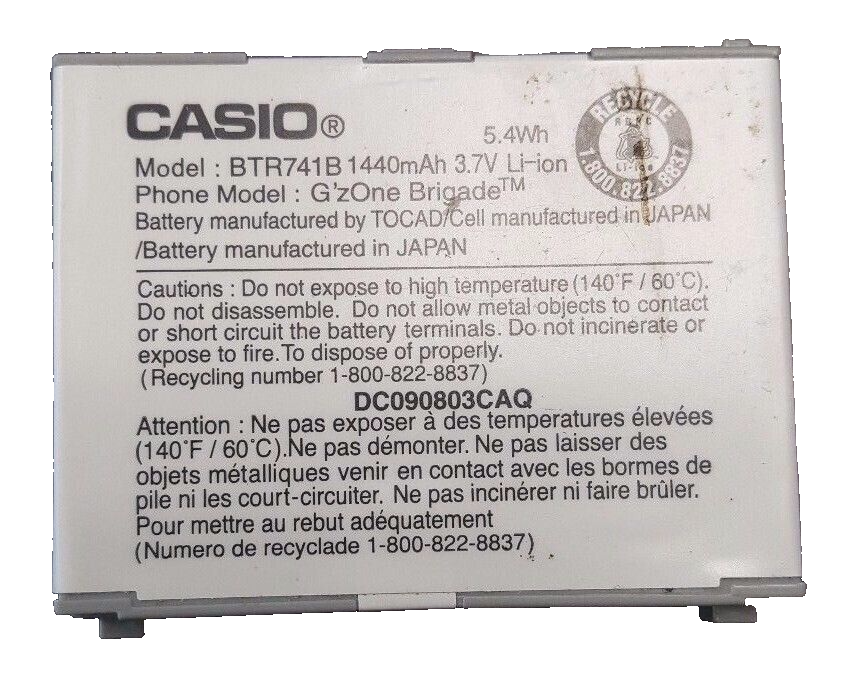 CASIO®
5.4Wh
RECYCLE
RBRC
Li-ion
1.800.822.8837
Model : BTR741B 1440mAh 3.7V Li-ion
Phone Model : G'zOne Brigade™
Battery manufactured by TOCAD/Cell manufactured in JAPAN
/Battery manufactured in JAPAN
Cautions : Do not expose to high temperature (140°F / 60°C).
Do not disassemble. Do not allow metal objects to contact
or short circuit the battery terminals. Do not incinerate or
expose to fire. To dispose of properly.
(Recycling number 1-800-822-8837)
DC090803CAQ
Attention : Ne pas exposer à des temperatures élevées
(140°F / 60°C).Ne pas démonter. Ne pas laisser des
objets métalliques venir en contact avec les bormes de
pile ni les court-circuiter. Ne pas incinérer ni faire brûler.
Pour mettre au rebut adéquatement
(Numero de recyclade 1-800-822-8837)